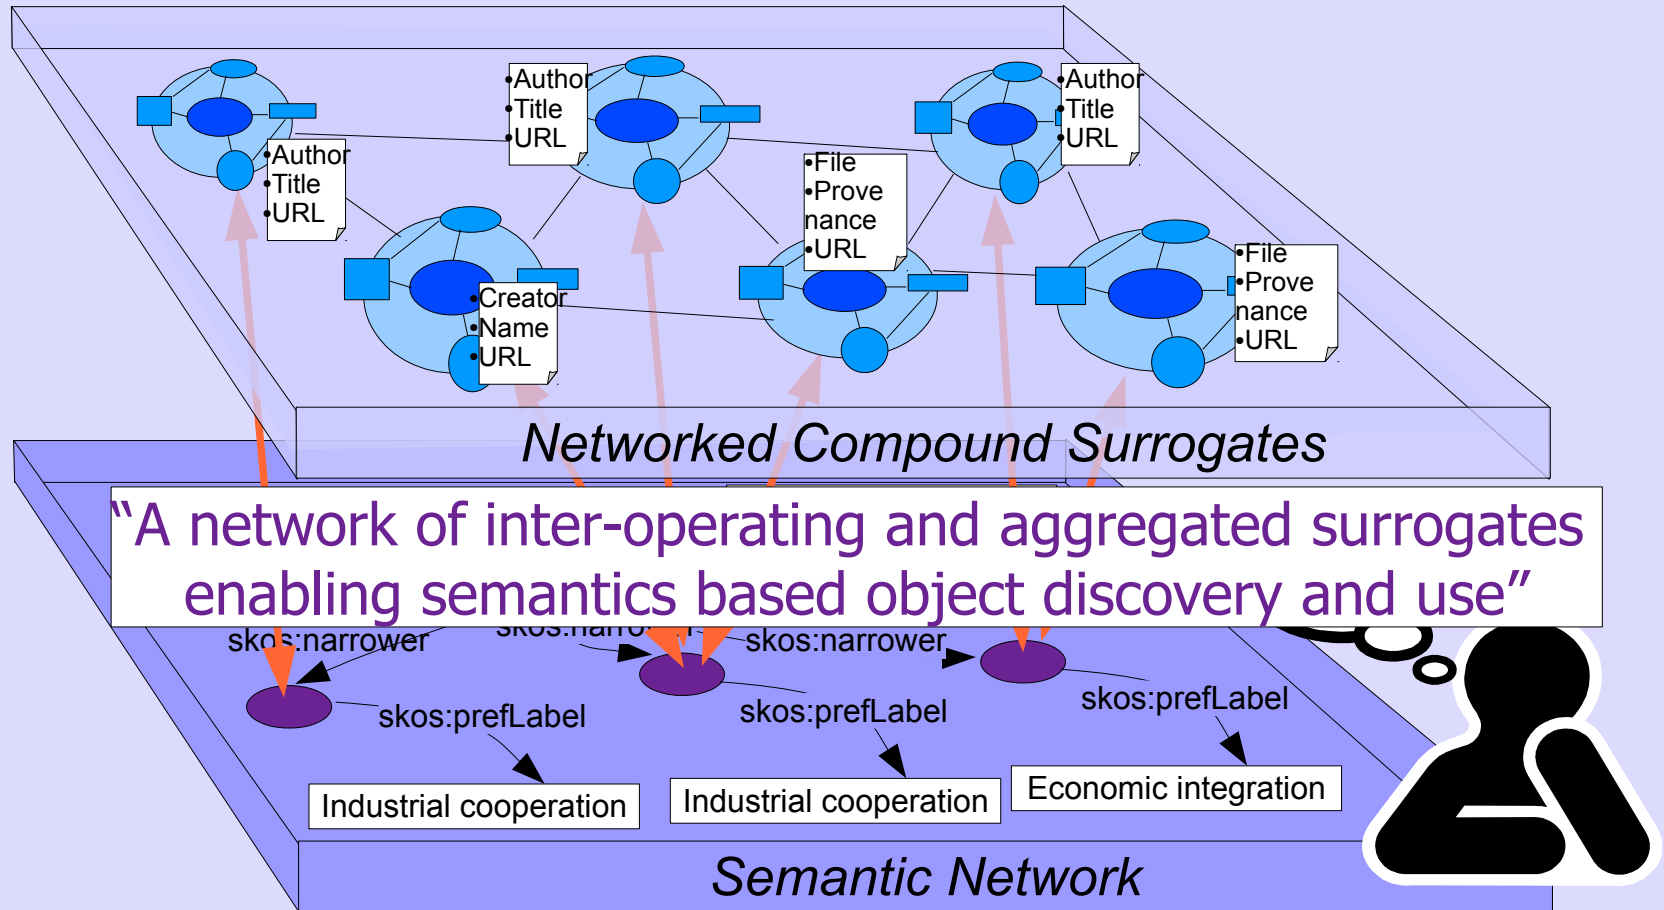 •Author
•Title
•URL
•Author
•Title
•URL
•Author
•Title
•URL
•File
•Prove
nance
•URL
•Creator
•Name
•URL
•File
•Prove
nance
•URL
Networked Compound Surrogates
“A network of inter-operating and aggregated surrogates
enabling semantics based object discovery and use”
skos:narrower
skos:narrower
skos:narrower
skos:prefLabel
skos:prefLabel
skos:prefLabel
Industrial cooperation
Industrial cooperation
Economic integration
Semantic Network